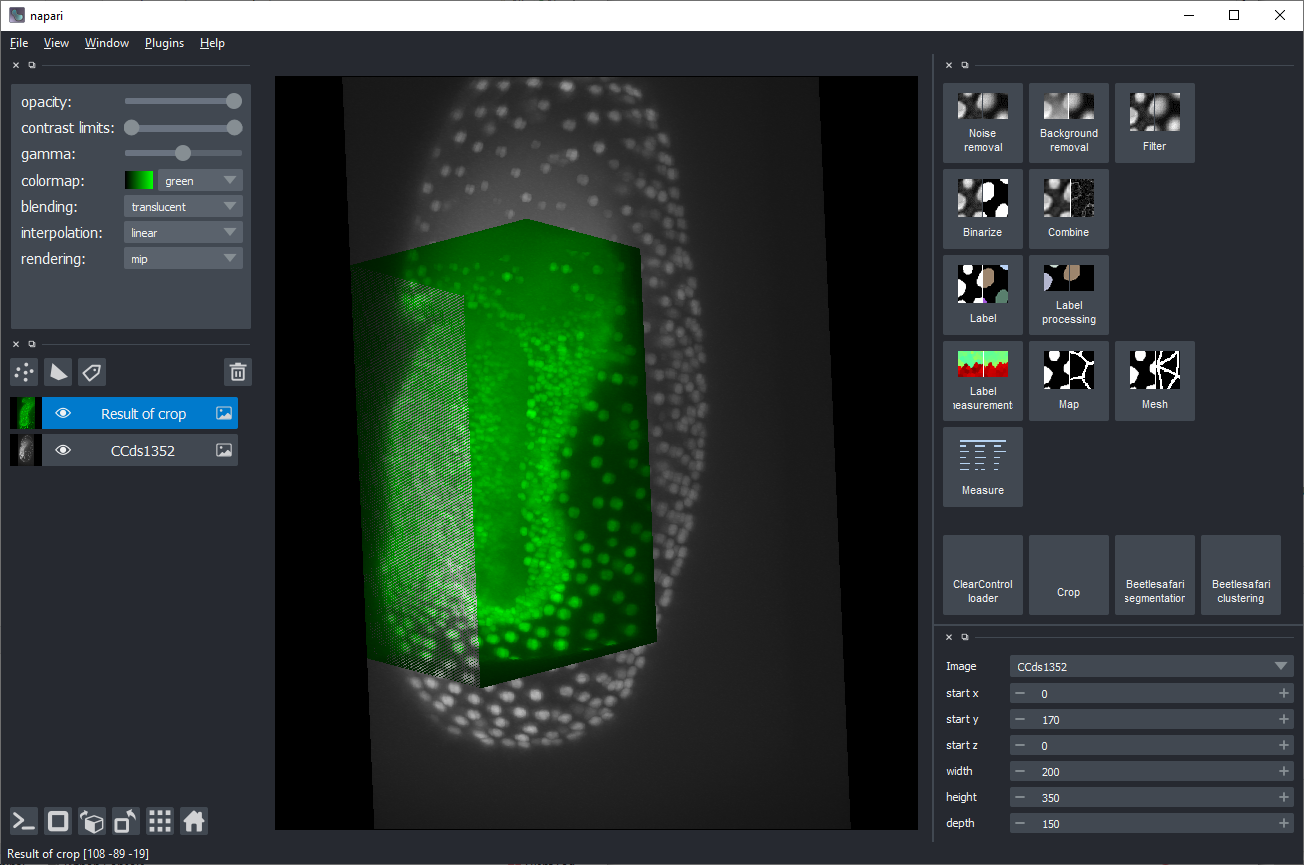 napari
File View Window Plugins Help
opacity:
contrast limits:
gamma:
colormap: green
blending: translucent
interpolation: linear
rendering: mip
Result of crop
CCds1352
Result of crop [108 -89 -19]
Noise removal
Background removal
Filter
Binarize
Combine
Label
Label processing
Label
easurement
Map
Mesh
Measure
ClearControl loader
Crop
Beetlesafari segmentation
Beetlesafari clustering
Image CCds1352
start x 0
start y 170
start z 0
width 200
height 350
depth 150